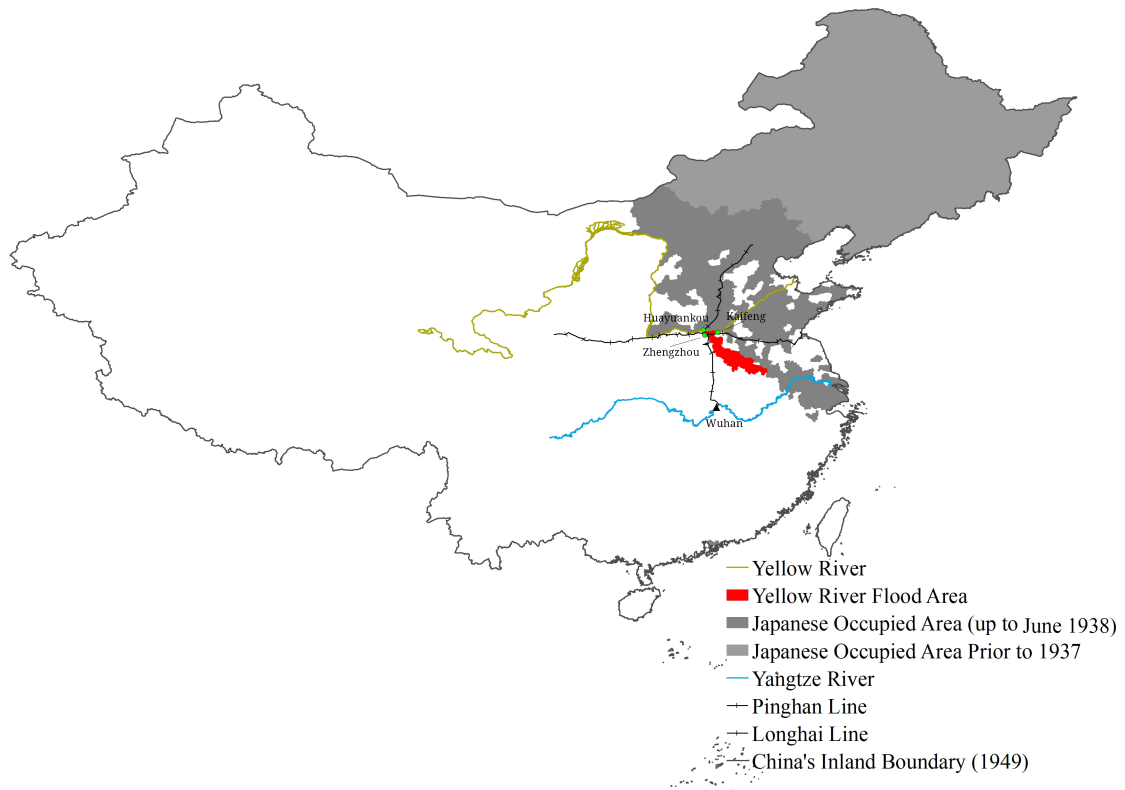 Huayuankou
Kaifeng
Zhengzhou
Wuhan
Yellow River
Yellow River Flood Area
Japanese Occupied Area (up to June 1938)
Japanese Occupied Area Prior to 1937
Yangtze River
Pinghan Line
Longhai Line
China's Inland Boundary (1949)